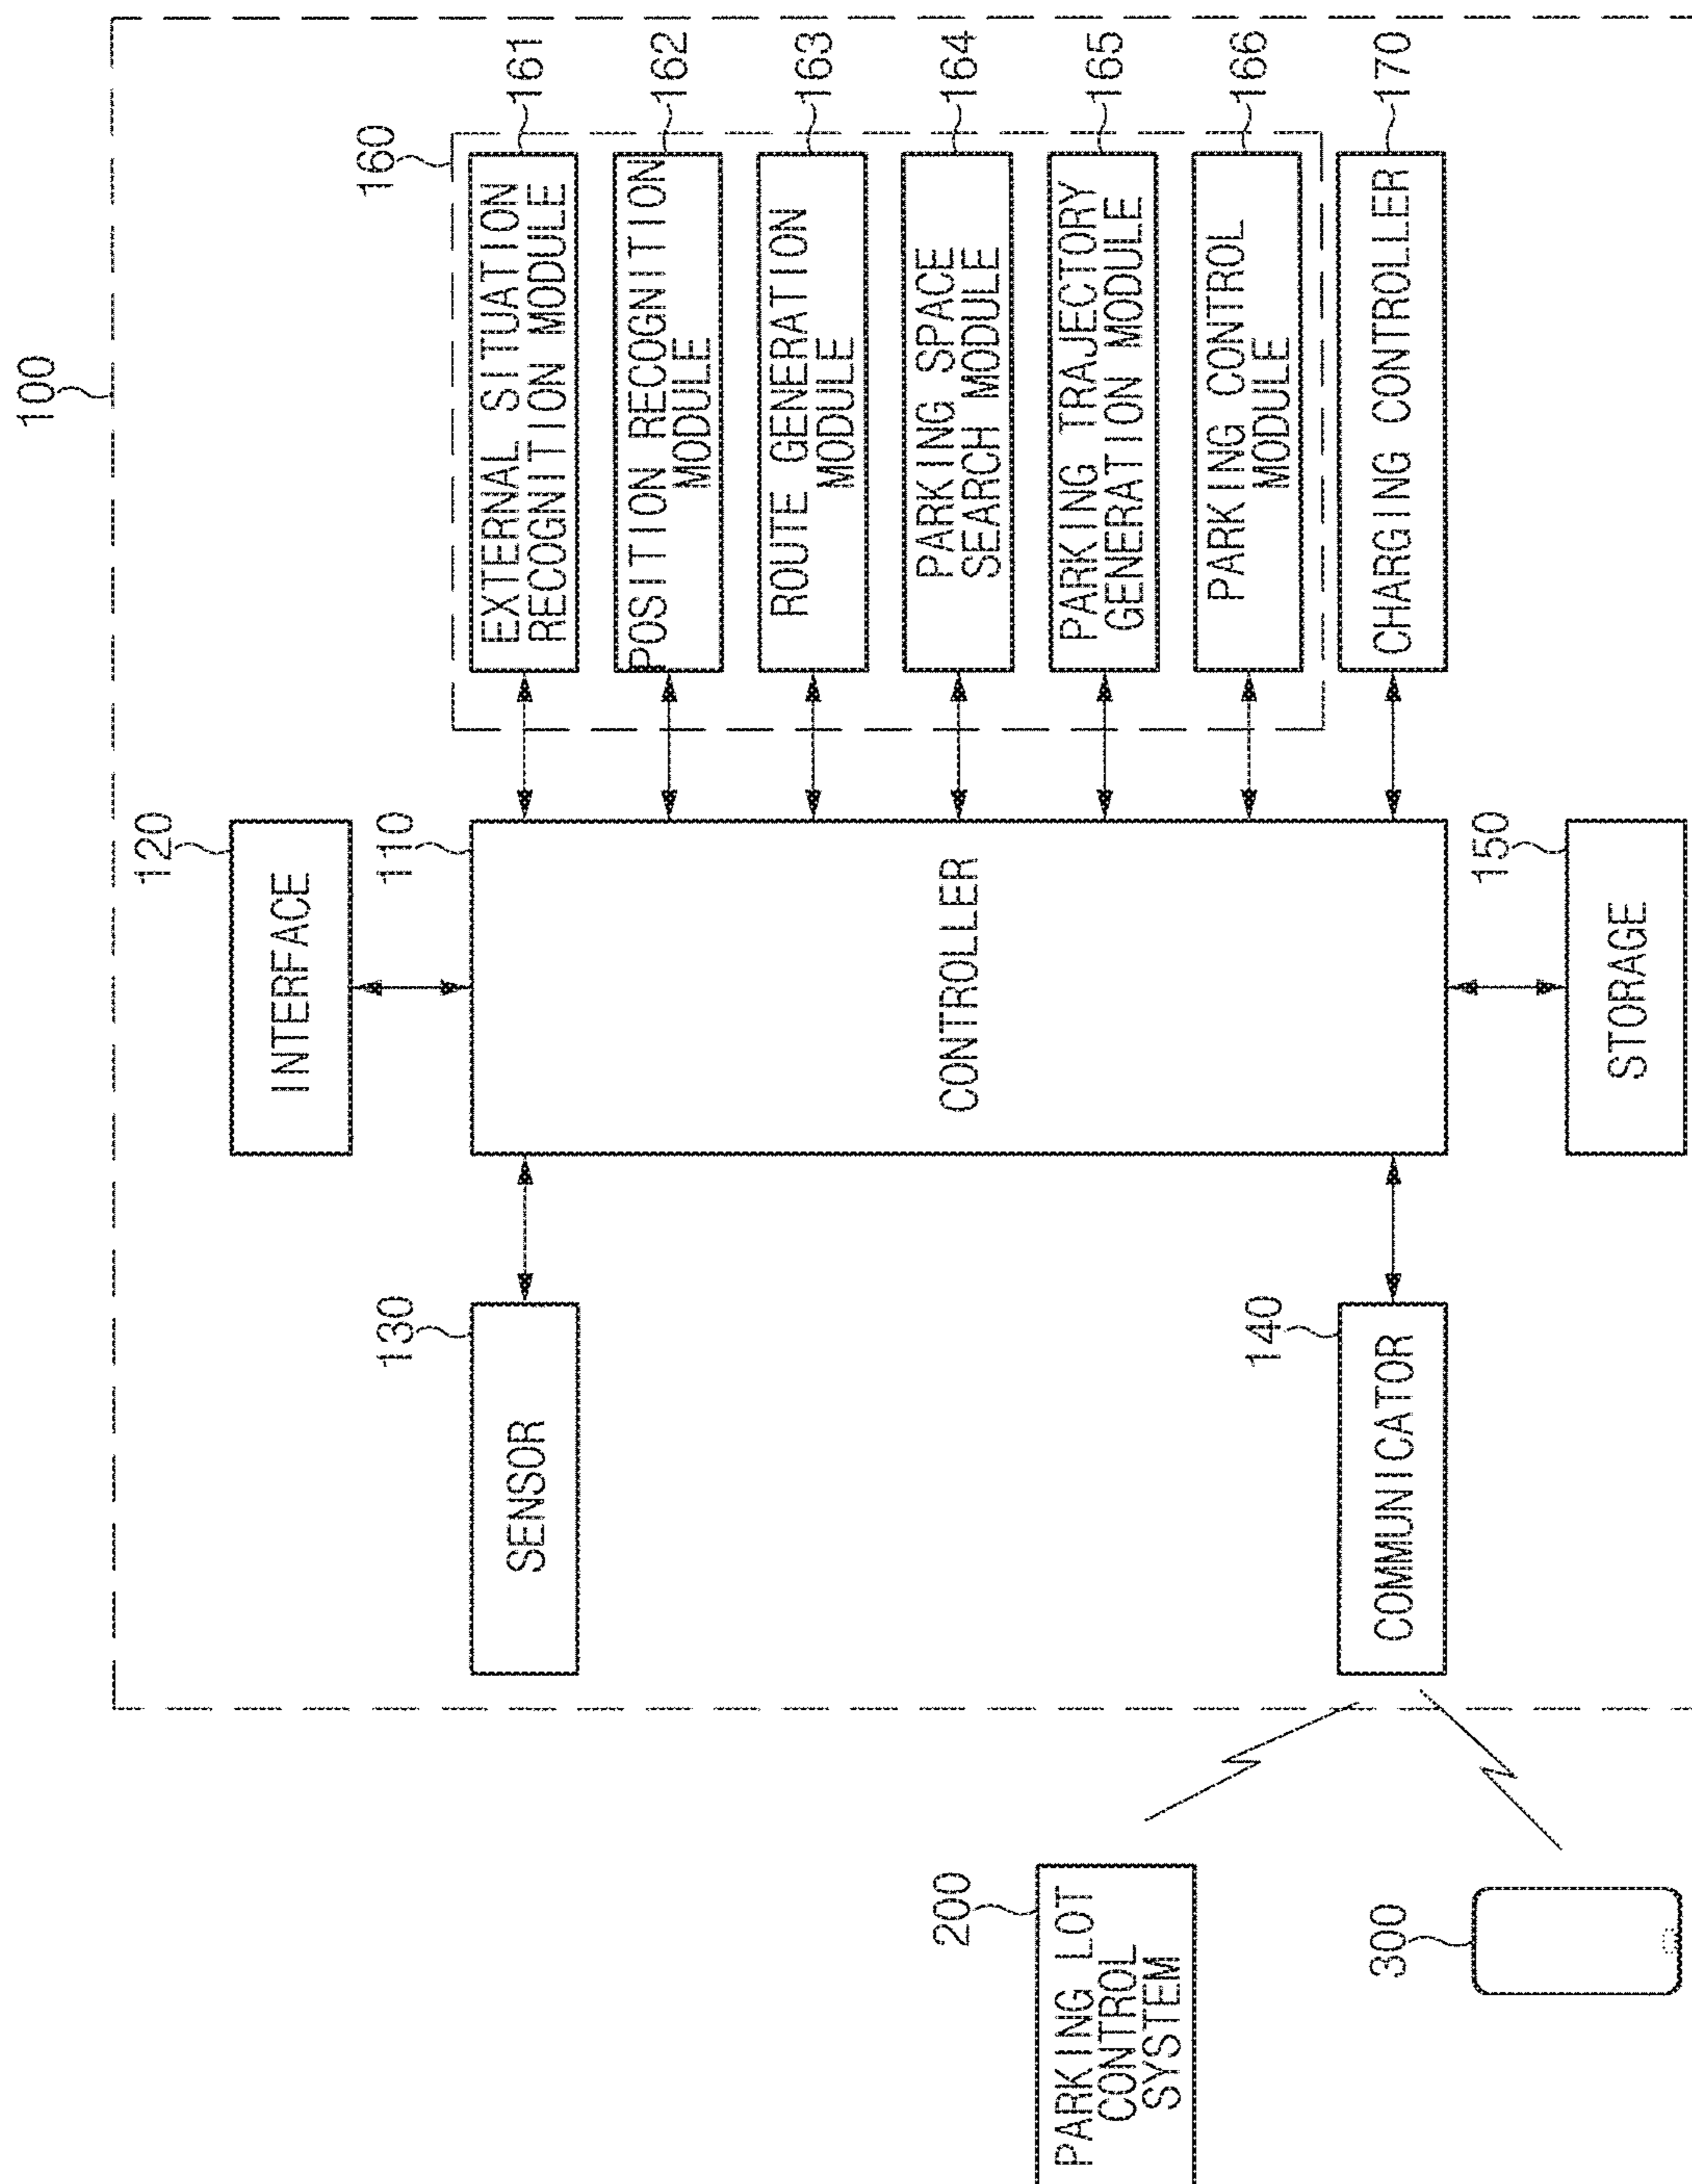 100
120
INTERFACE
160
EXTERNAL SITUATION
RECOGNITION MODULE
161
130
SENSOR
110
CONTROLLER
POSITION RECOGNITION
MODULE
162
ROUTE GENERATION
MODULE
163
PARKING SPACE
SEARCH MODULE
164
PARKING TRAJECTORY
GENERATION MODULE
165
200
PARKING LOT
CONTROL
SYSTEM
PARKING CONTROL
MODULE
166
140
COMMUNICATOR
CHARGING CONTROLLER
170
300
150
STORAGE